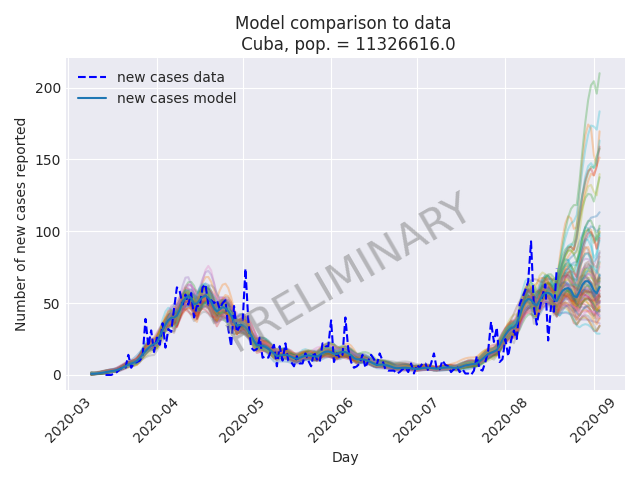 Model comparison to data
Cuba, pop. = 11326616.0
new cases data
new cases model
Number of new cases reported
200
150
100
50
0
PRELIMINARY
2020-03
2020-04
2020-05
2020-06
2020-07
2020-08
2020-09
Day